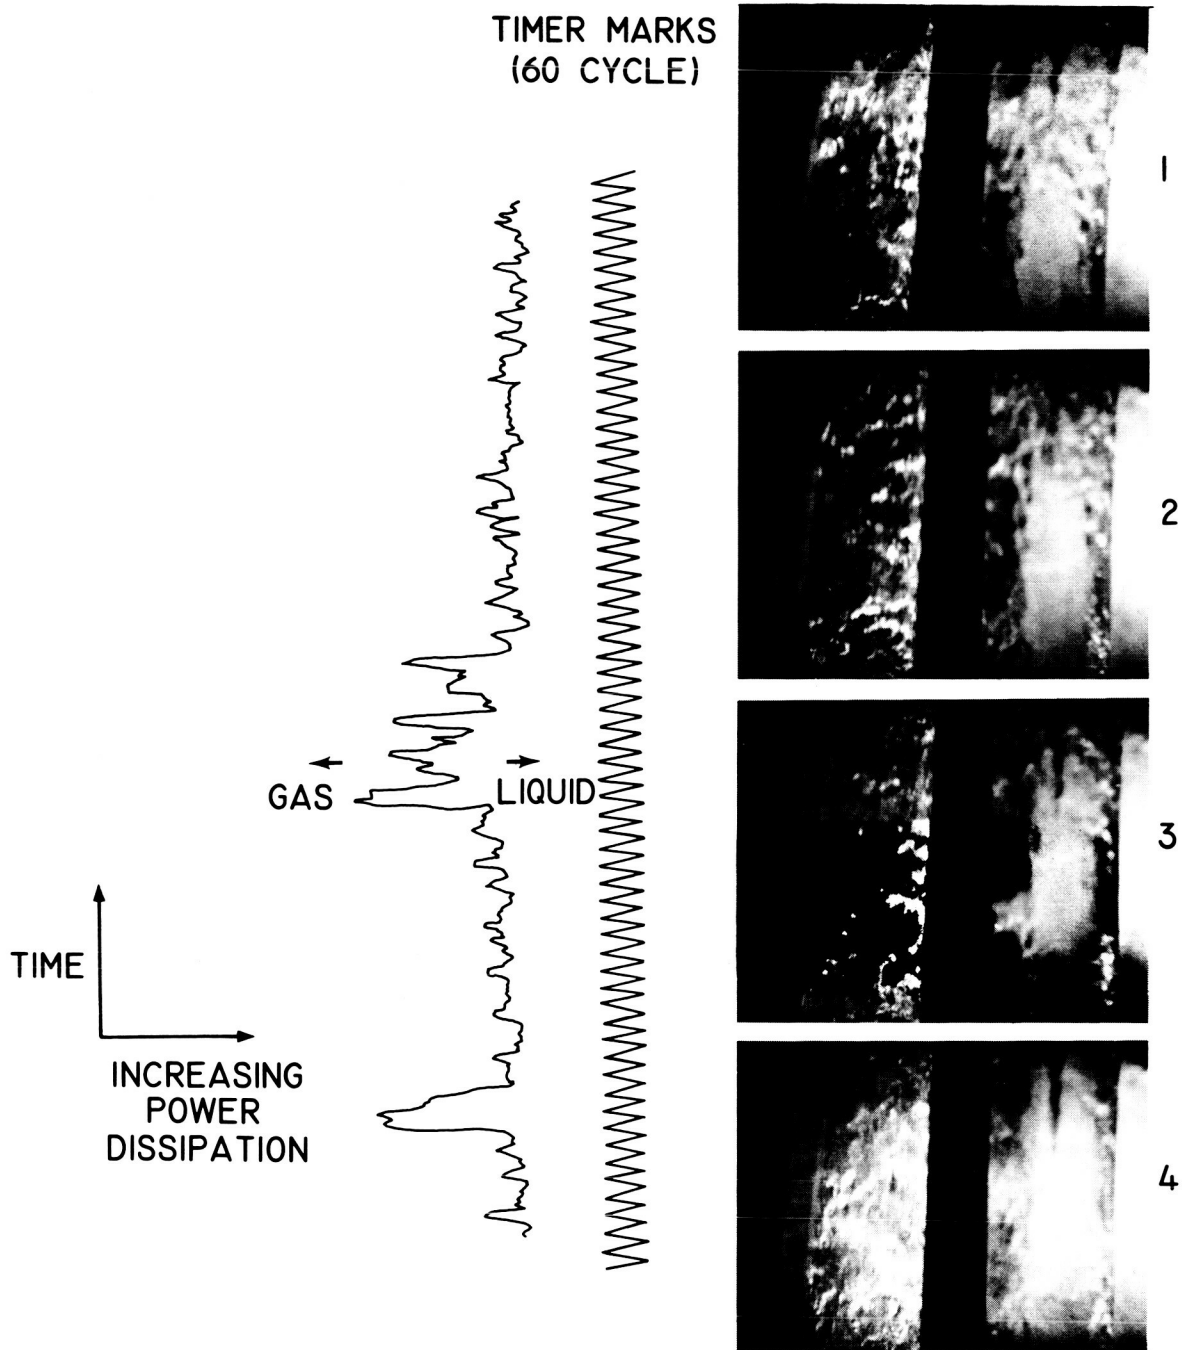 TIMER MARKS
(60 CYCLE)
1
2
GAS
LIQUID
3
TIME
INCREASING
POWER
DISSIPATION
4